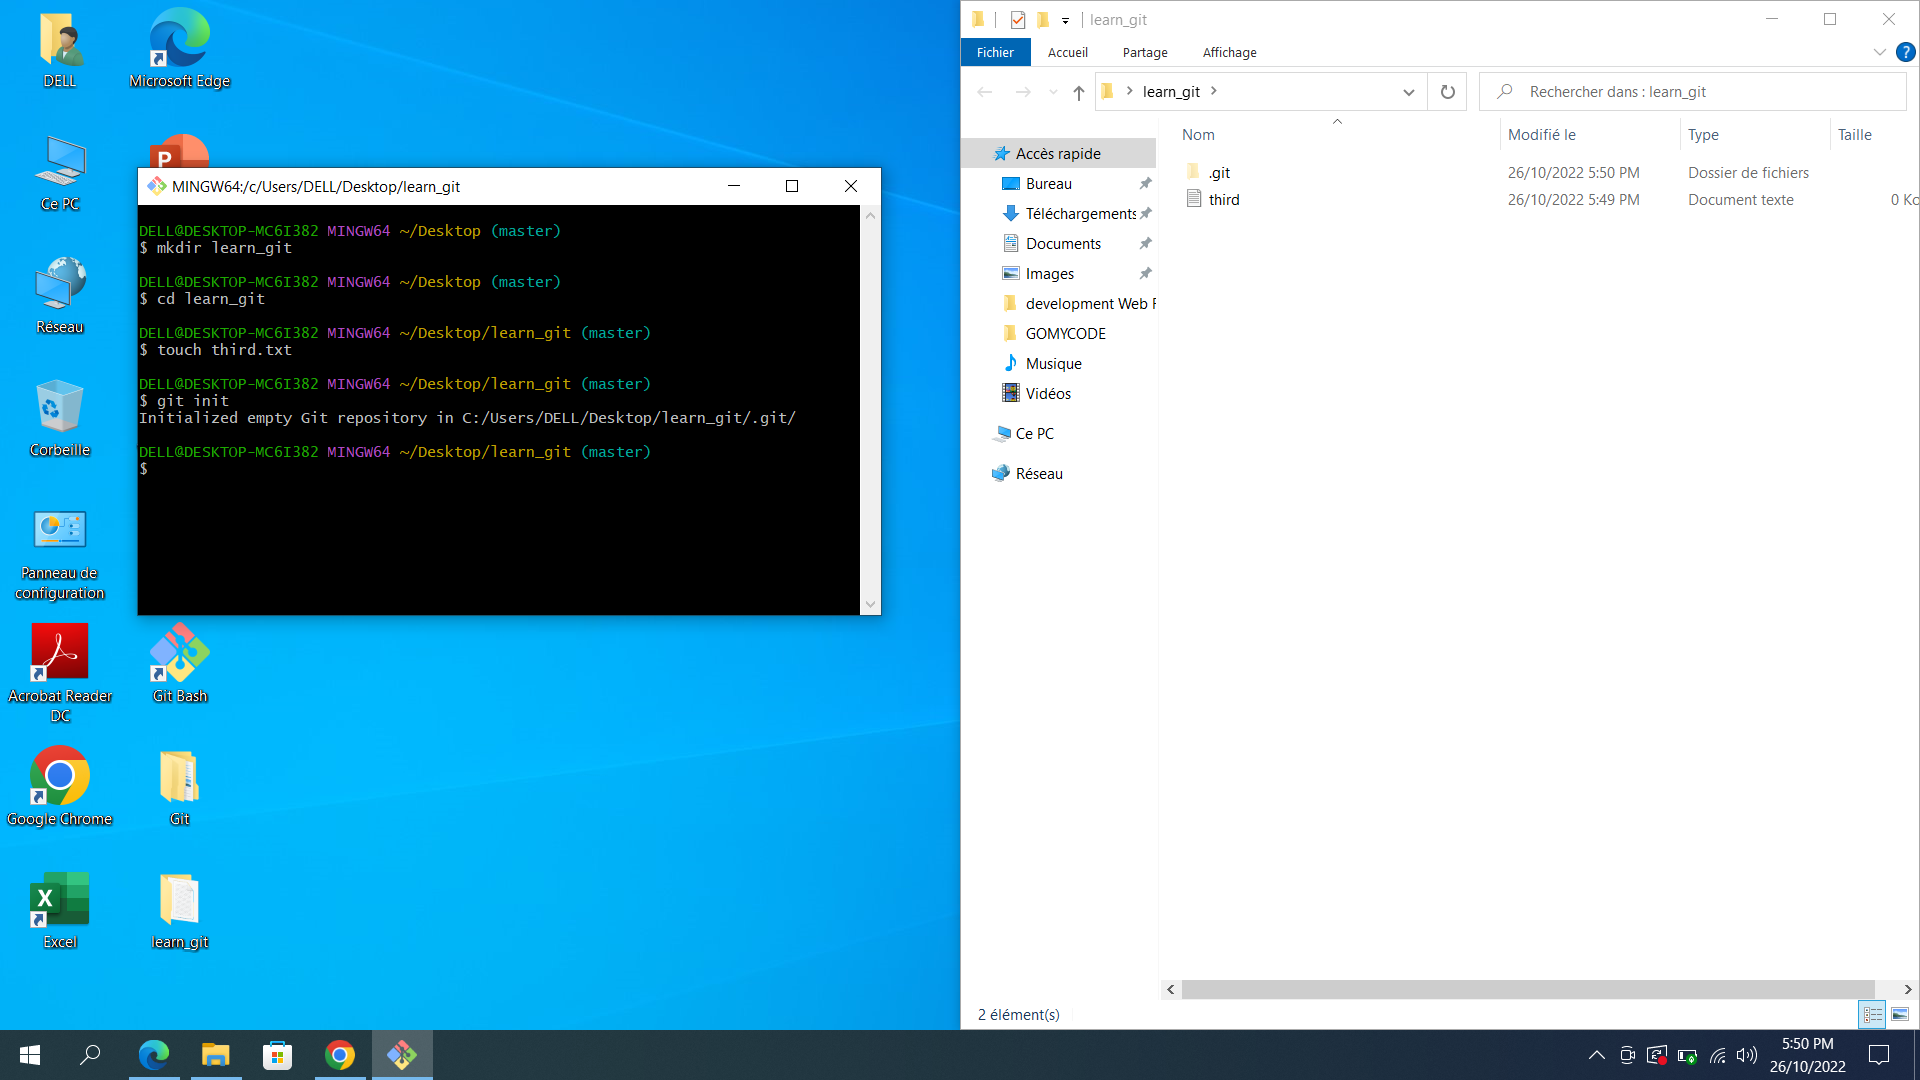 DELL
Microsoft Edge
Ce PC
P
Réseau
Corbeille
Panneau de
configuration
Acrobat Reader
DC
Git Bash
Google Chrome
Git
X
Excel
learn_git
MINGW64:/c/Users/DELL/Desktop/learn_git
DELL@DESKTOP-MC6I382 MINGW64 ~/Desktop (master)
$ mkdir learn_git
DELL@DESKTOP-MC6I382 MINGW64 ~/Desktop (master)
$ cd learn_git
DELL@DESKTOP-MC6I382 MINGW64 ~/Desktop/learn_git (master)
$ touch third.txt
DELL@DESKTOP-MC6I382 MINGW64 ~/Desktop/learn_git (master)
$ git init
Initialized empty Git repository in C:/Users/DELL/Desktop/learn_git/.git/
DELL@DESKTOP-MC6I382 MINGW64 ~/Desktop/learn_git (master)
$
learn_git
Fichier Accueil Partage Affichage ?
learn_git
Rechercher dans : learn_git
Nom Modifié le Type Taille
.git 26/10/2022 5:50 PM Dossier de fichiers
third 26/10/2022 5:49 PM Document texte 0 Ko
Accès rapide
Bureau
Téléchargements
Documents
Images
development Web F
GOMYCODE
Musique
Vidéos
Ce PC
Réseau
2 élément(s)
5:50 PM
26/10/2022